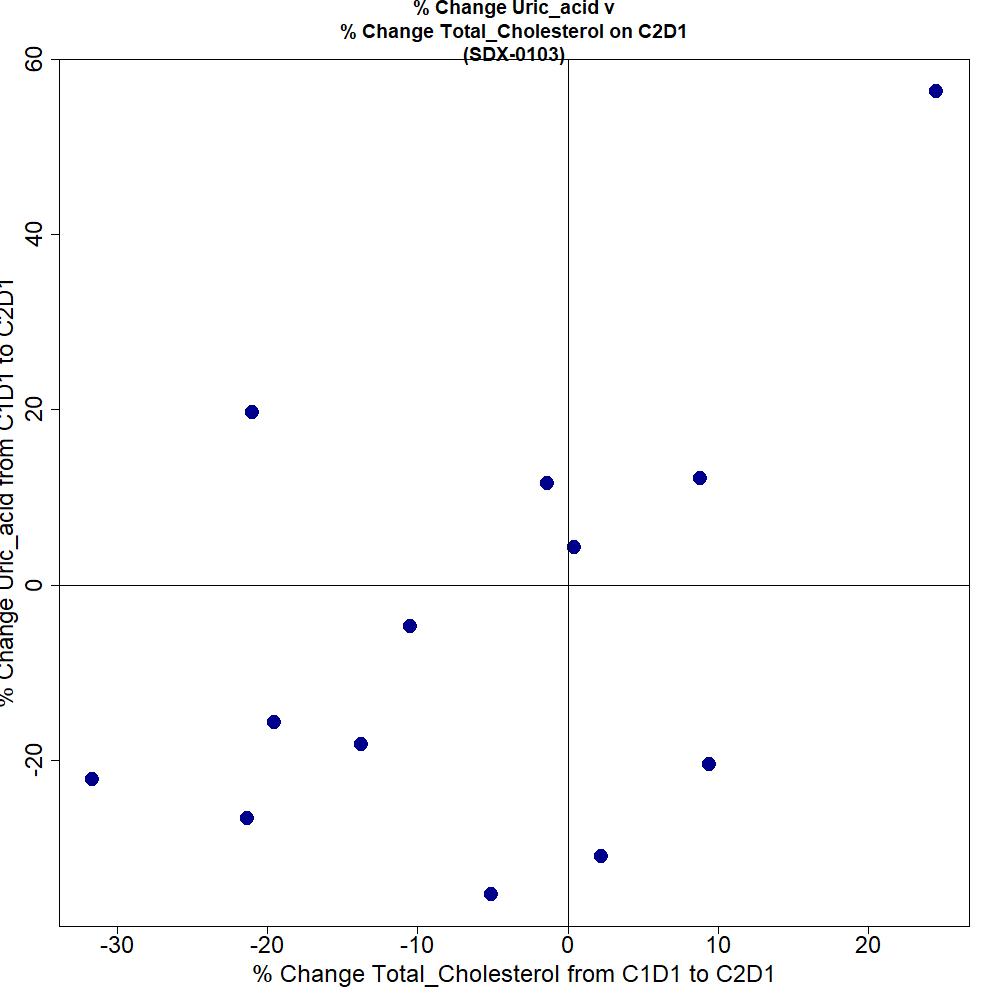 % Change Uric_acid v
% Change Total_Cholesterol on C2D1
(SDX-0103)
60
40
20
0
-20
% Change Uric_acid from C1D1 to C2D1
-30
-20
-10
0
10
20
% Change Total_Cholesterol from C1D1 to C2D1